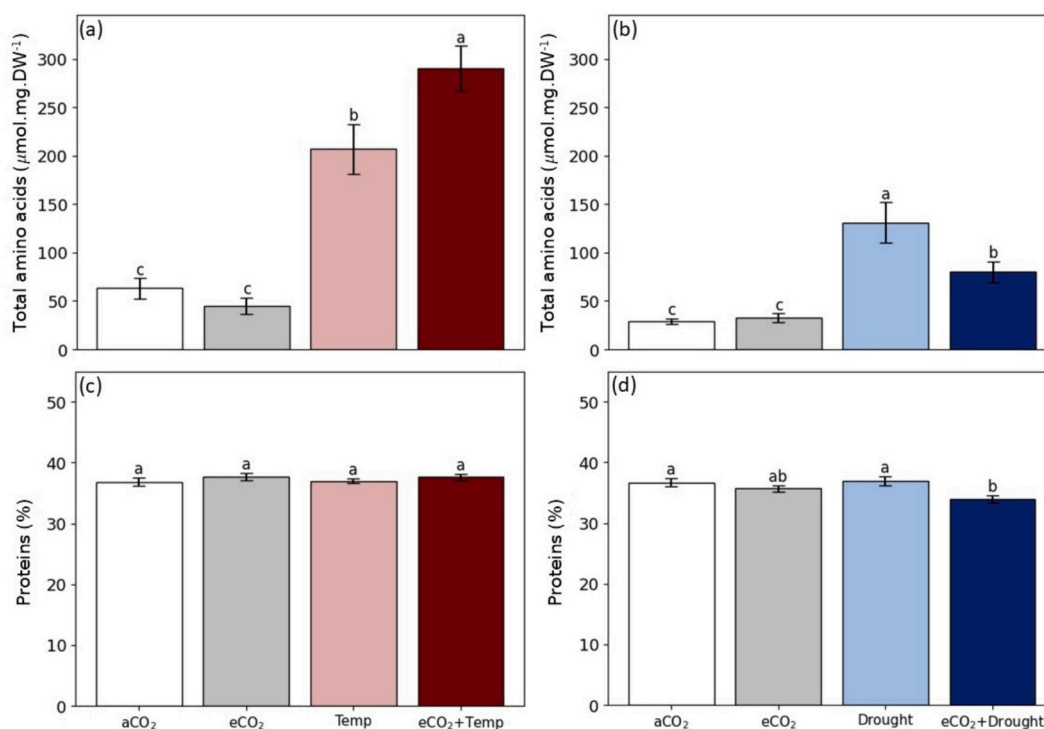 (a)
Total amino acids (µmol.mg.DW⁻¹)
300
250
200
150
100
50
0
c
c
b
a
(b)
Total amino acids (µmol.mg.DW⁻¹)
300
250
200
150
100
50
0
c
c
a
b
(c)
Proteins (%)
50
40
30
20
10
0
a
a
a
a
aCO₂
eCO₂
Temp
eCO₂+Temp
(d)
Proteins (%)
50
40
30
20
10
0
a
ab
a
b
aCO₂
eCO₂
Drought
eCO₂+Drought